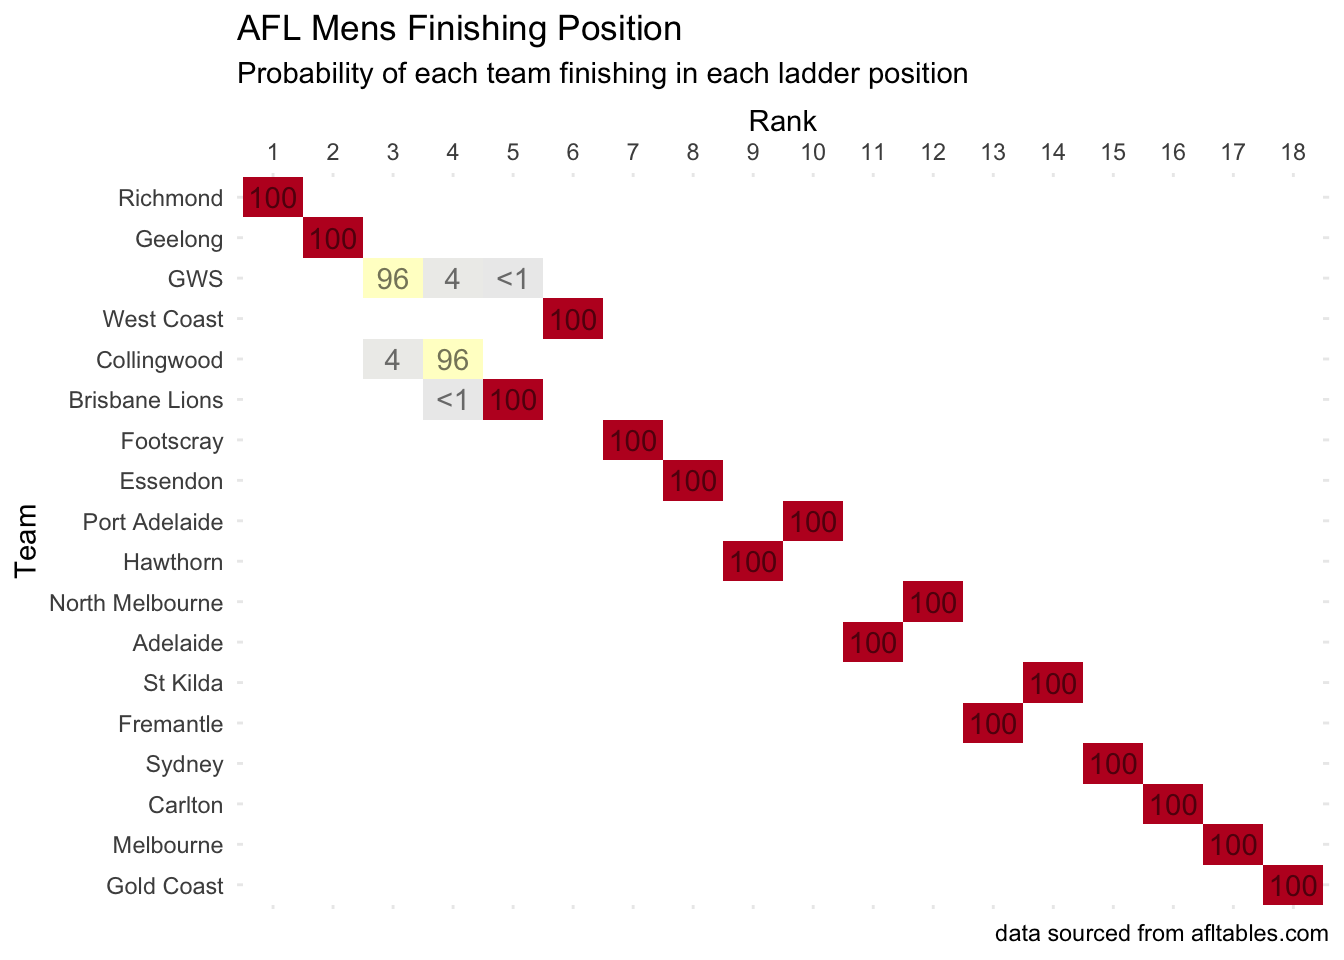 AFL Mens Finishing Position
Probability of each team finishing in each ladder position
Rank
1 2 3 4 5 6 7 8 9 10 11 12 13 14 15 16 17 18
Team
Richmond 100
Geelong 100
GWS 96 4 <1
West Coast 100
Collingwood 4 96
Brisbane Lions <1 100
Footscray 100
Essendon 100
Port Adelaide 100
Hawthorn 100
North Melbourne 100
Adelaide 100
St Kilda 100
Fremantle 100
Sydney 100
Carlton 100
Melbourne 100
Gold Coast 100
data sourced from afltables.com